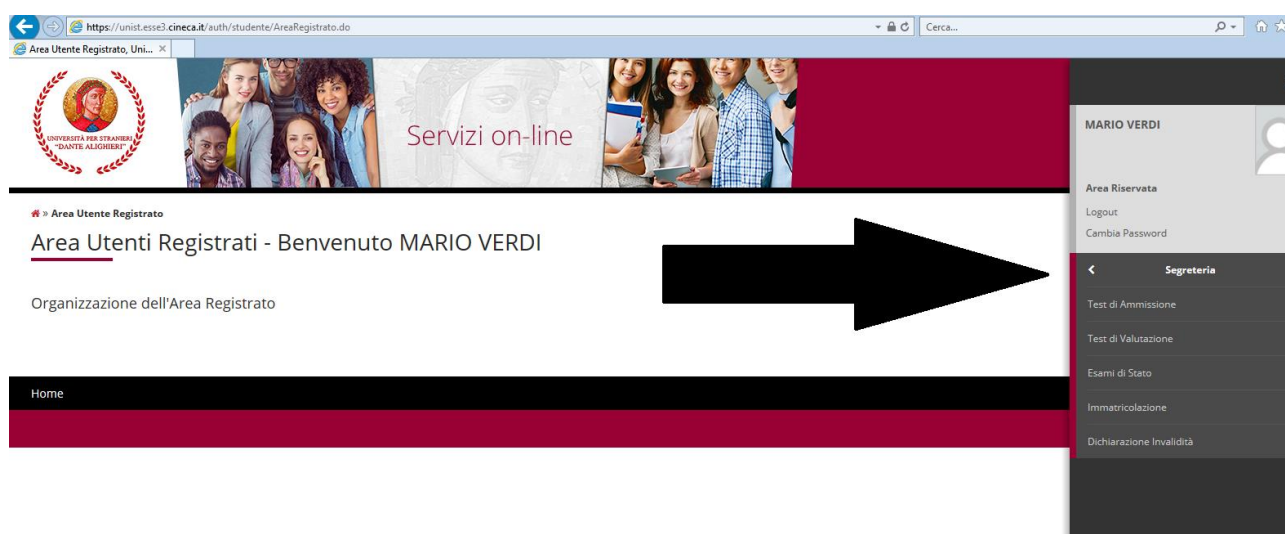 https://unist.esse3.cineca.it/auth/studente/AreaRegistrato.do
Cerca...
Area Utente Registrato, Uni...
UNIVERSITÀ PER STRANIERI
"DANTE ALIGHIERI"
Servizi on-line
MARIO VERDI
Area Riservata
Logout
Cambia Password
» Area Utente Registrato
Area Utenti Registrati - Benvenuto MARIO VERDI
Organizzazione dell'Area Registrato
Segreteria
Test di Ammissione
Test di Valutazione
Esami di Stato
Immatricolazione
Dichiarazione Invalidità
Home